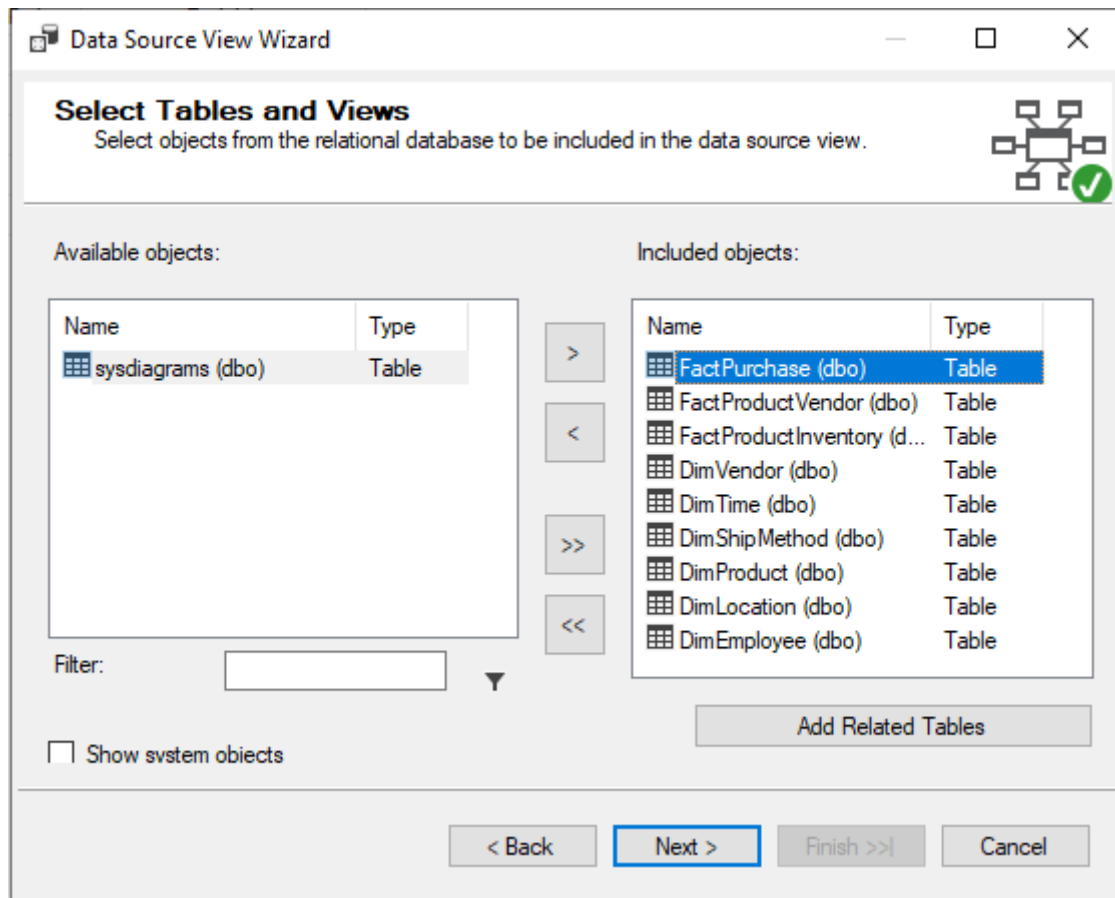 Data Source View Wizard
Select Tables and Views
Select objects from the relational database to be included in the data source view.
Available objects:
Name Type
sysdiagrams (dbo) Table
>
<
>>
<<
Included objects:
Name Type
FactPurchase (dbo) Table
FactProductVendor (dbo) Table
FactProductInventory (d... Table
DimVendor (dbo) Table
DimTime (dbo) Table
DimShipMethod (dbo) Table
DimProduct (dbo) Table
DimLocation (dbo) Table
DimEmployee (dbo) Table
Filter:
Add Related Tables
Show system objects
< Back Next > Finish >>| Cancel